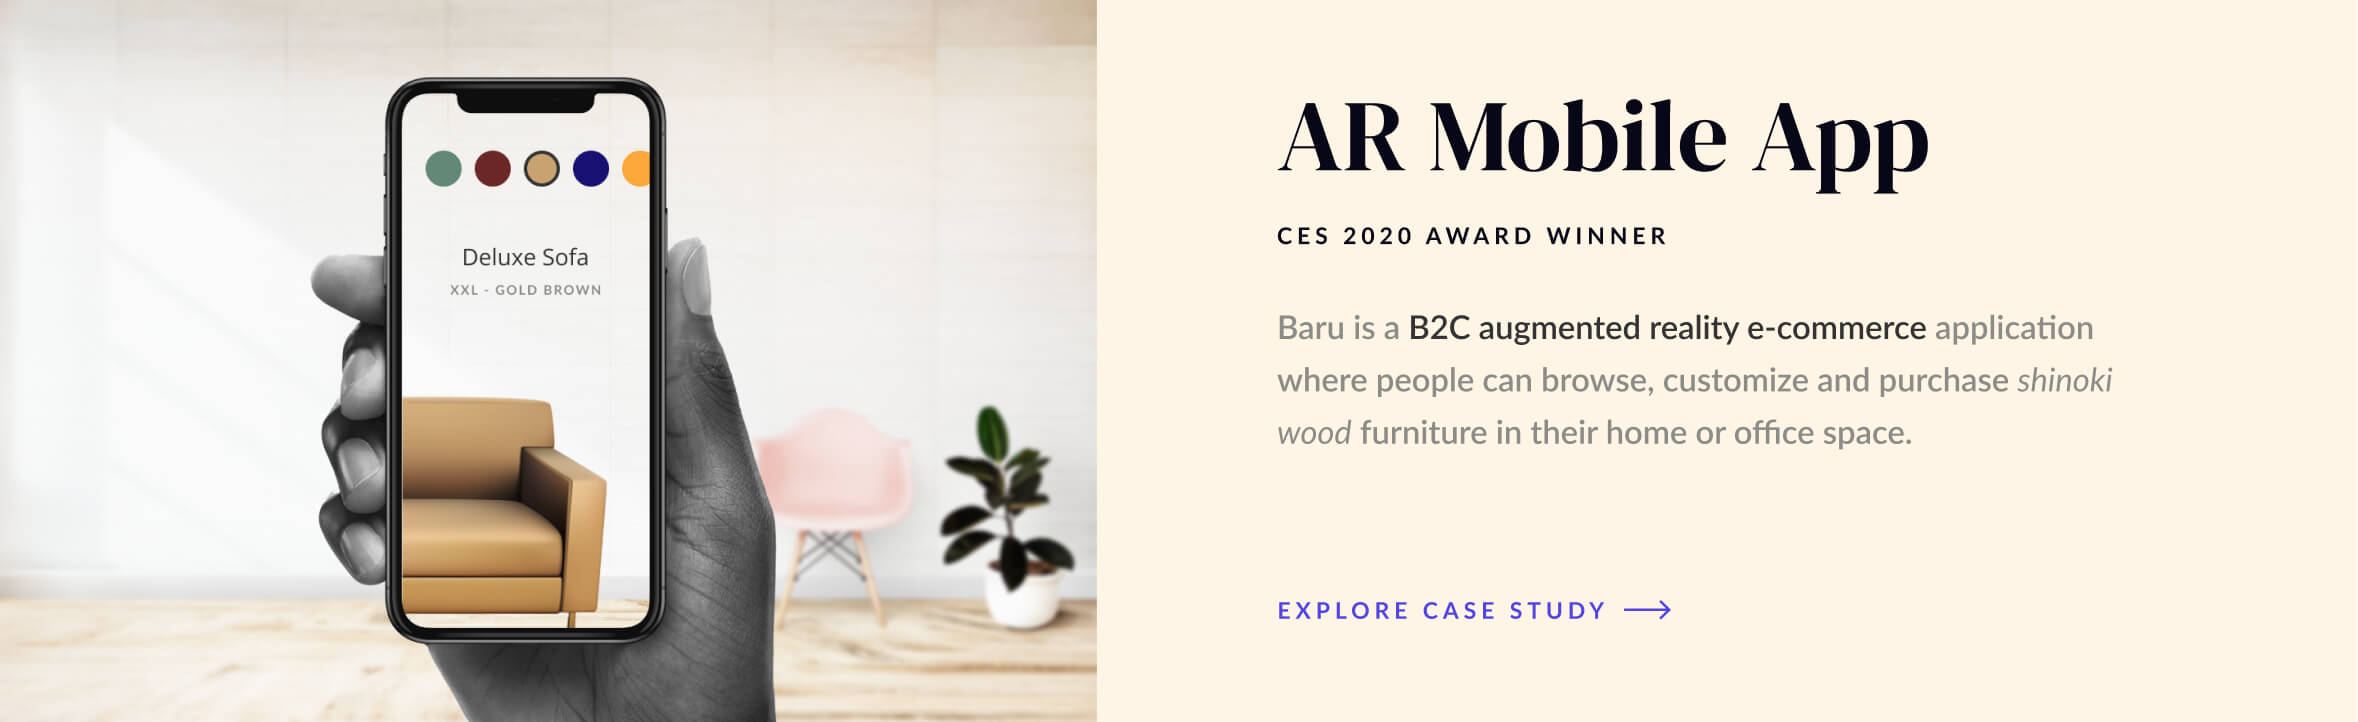 Deluxe Sofa
XXL - GOLD BROWN
AR Mobile App
CES 2020 AWARD WINNER
Baru is a B2C augmented reality e-commerce application
where people can browse, customize and purchase shinoki
wood furniture in their home or office space.
EXPLORE CASE STUDY